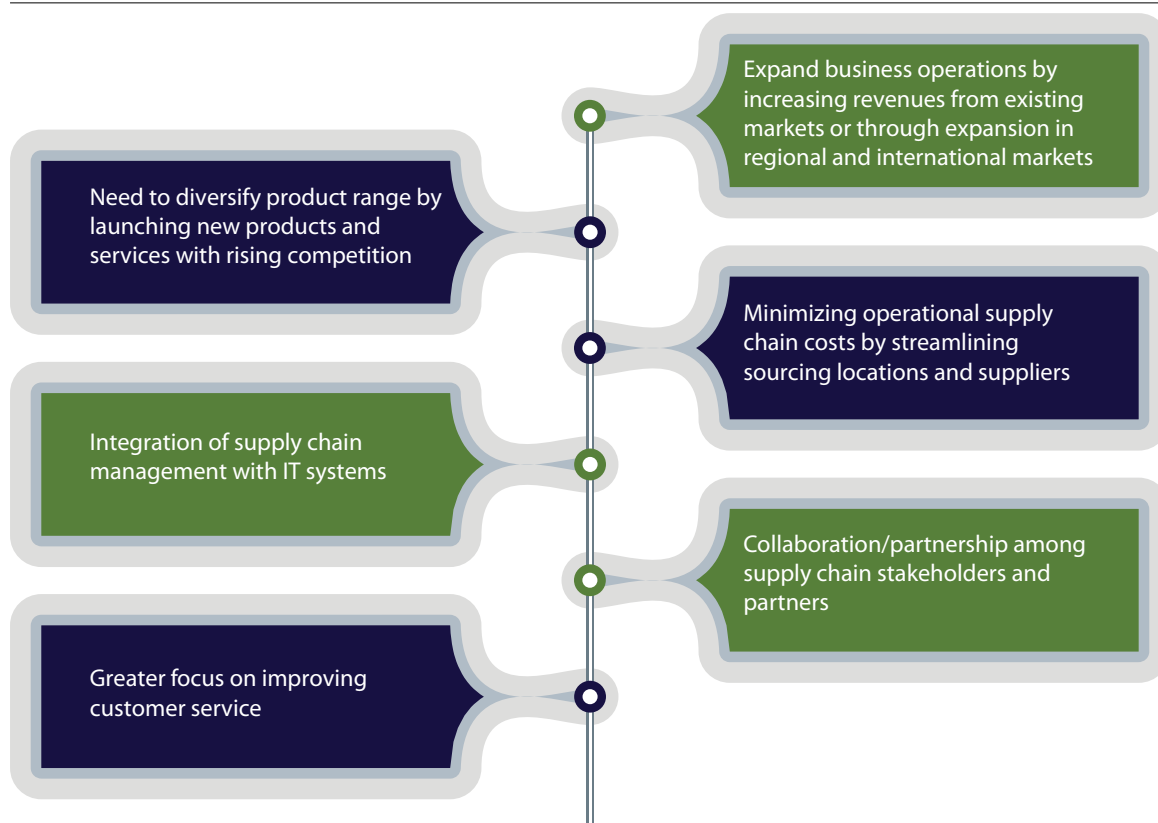 Expand business operations by
increasing revenues from existing
markets or through expansion in
regional and international markets
Need to diversify product range by
launching new products and
services with rising competition
Minimizing operational supply
chain costs by streamlining
sourcing locations and suppliers
Integration of supply chain
management with IT systems
Collaboration/partnership among
supply chain stakeholders and
partners
Greater focus on improving
customer service